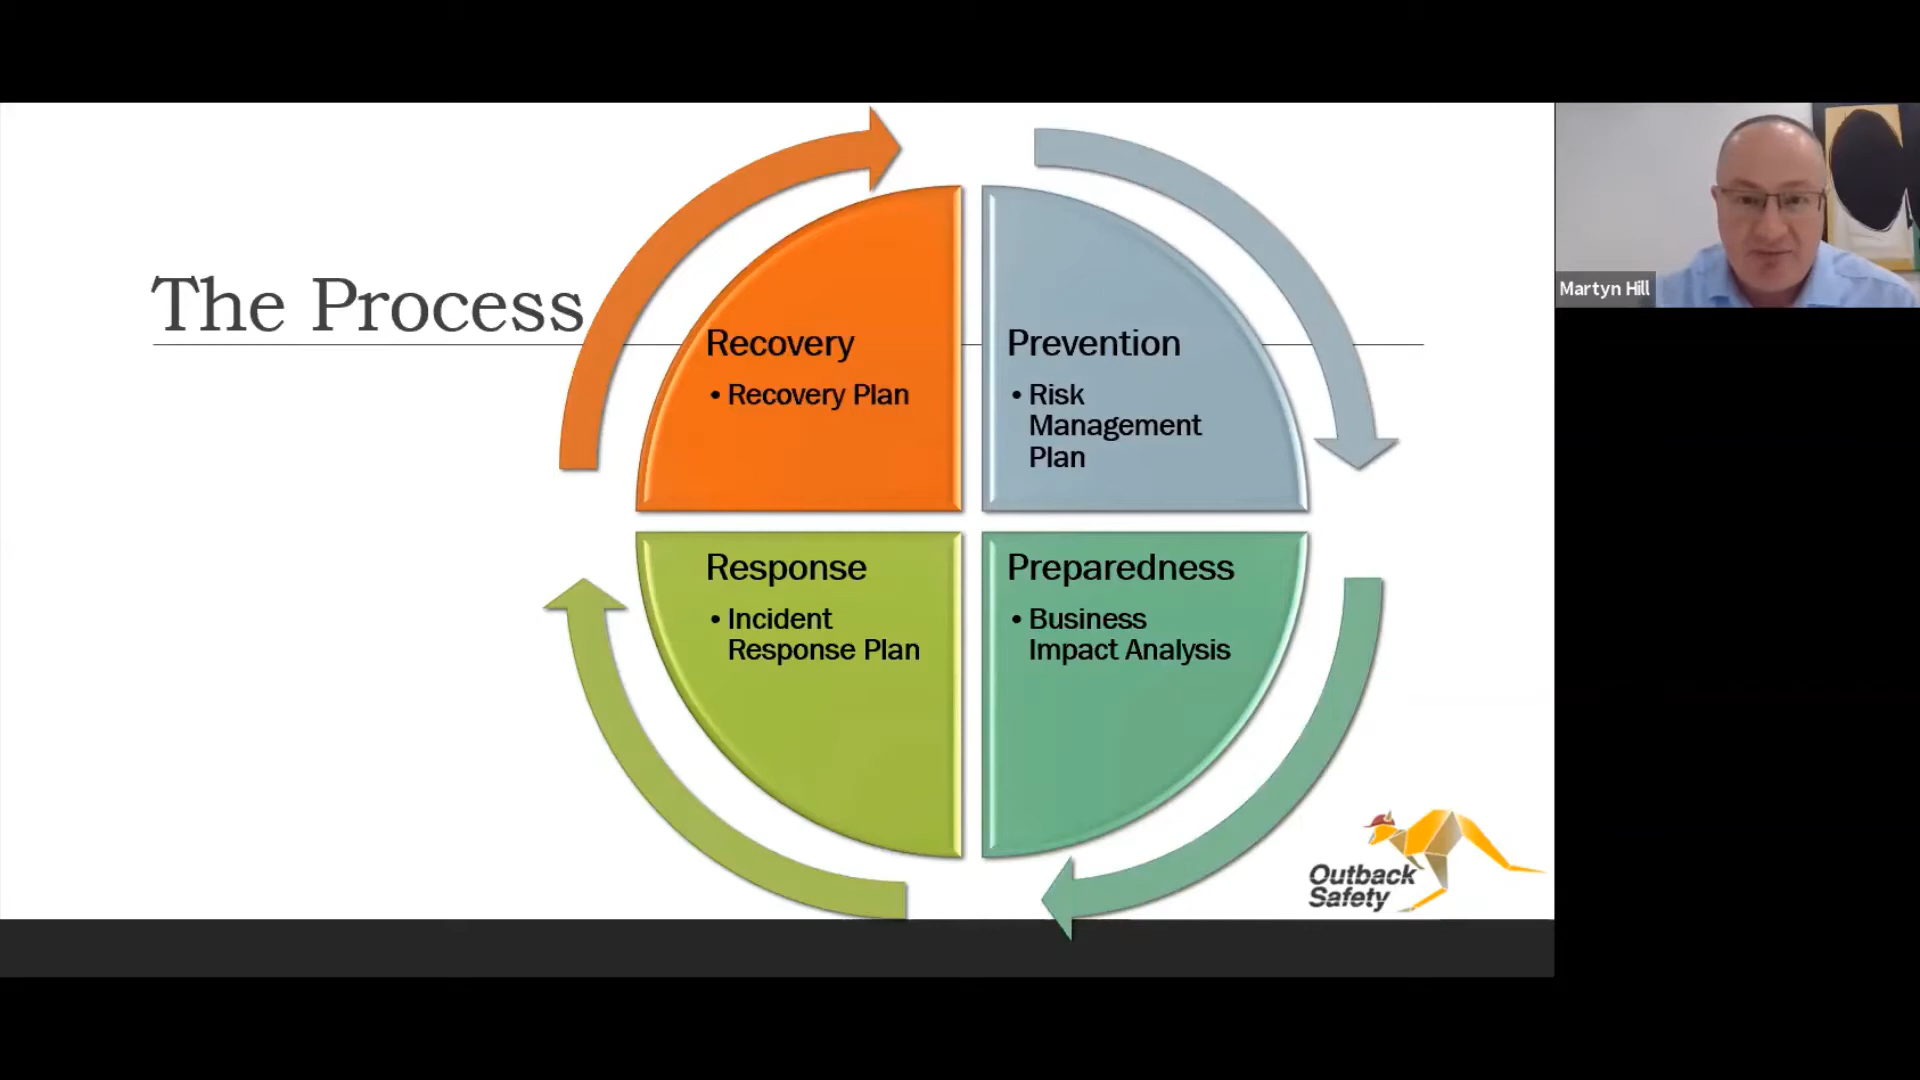 The Process
Recovery
• Recovery Plan
Prevention
• Risk
Management
Plan
Response
• Incident
Response Plan
Preparedness
• Business
Impact Analysis
Outback
Safety
Martyn Hill